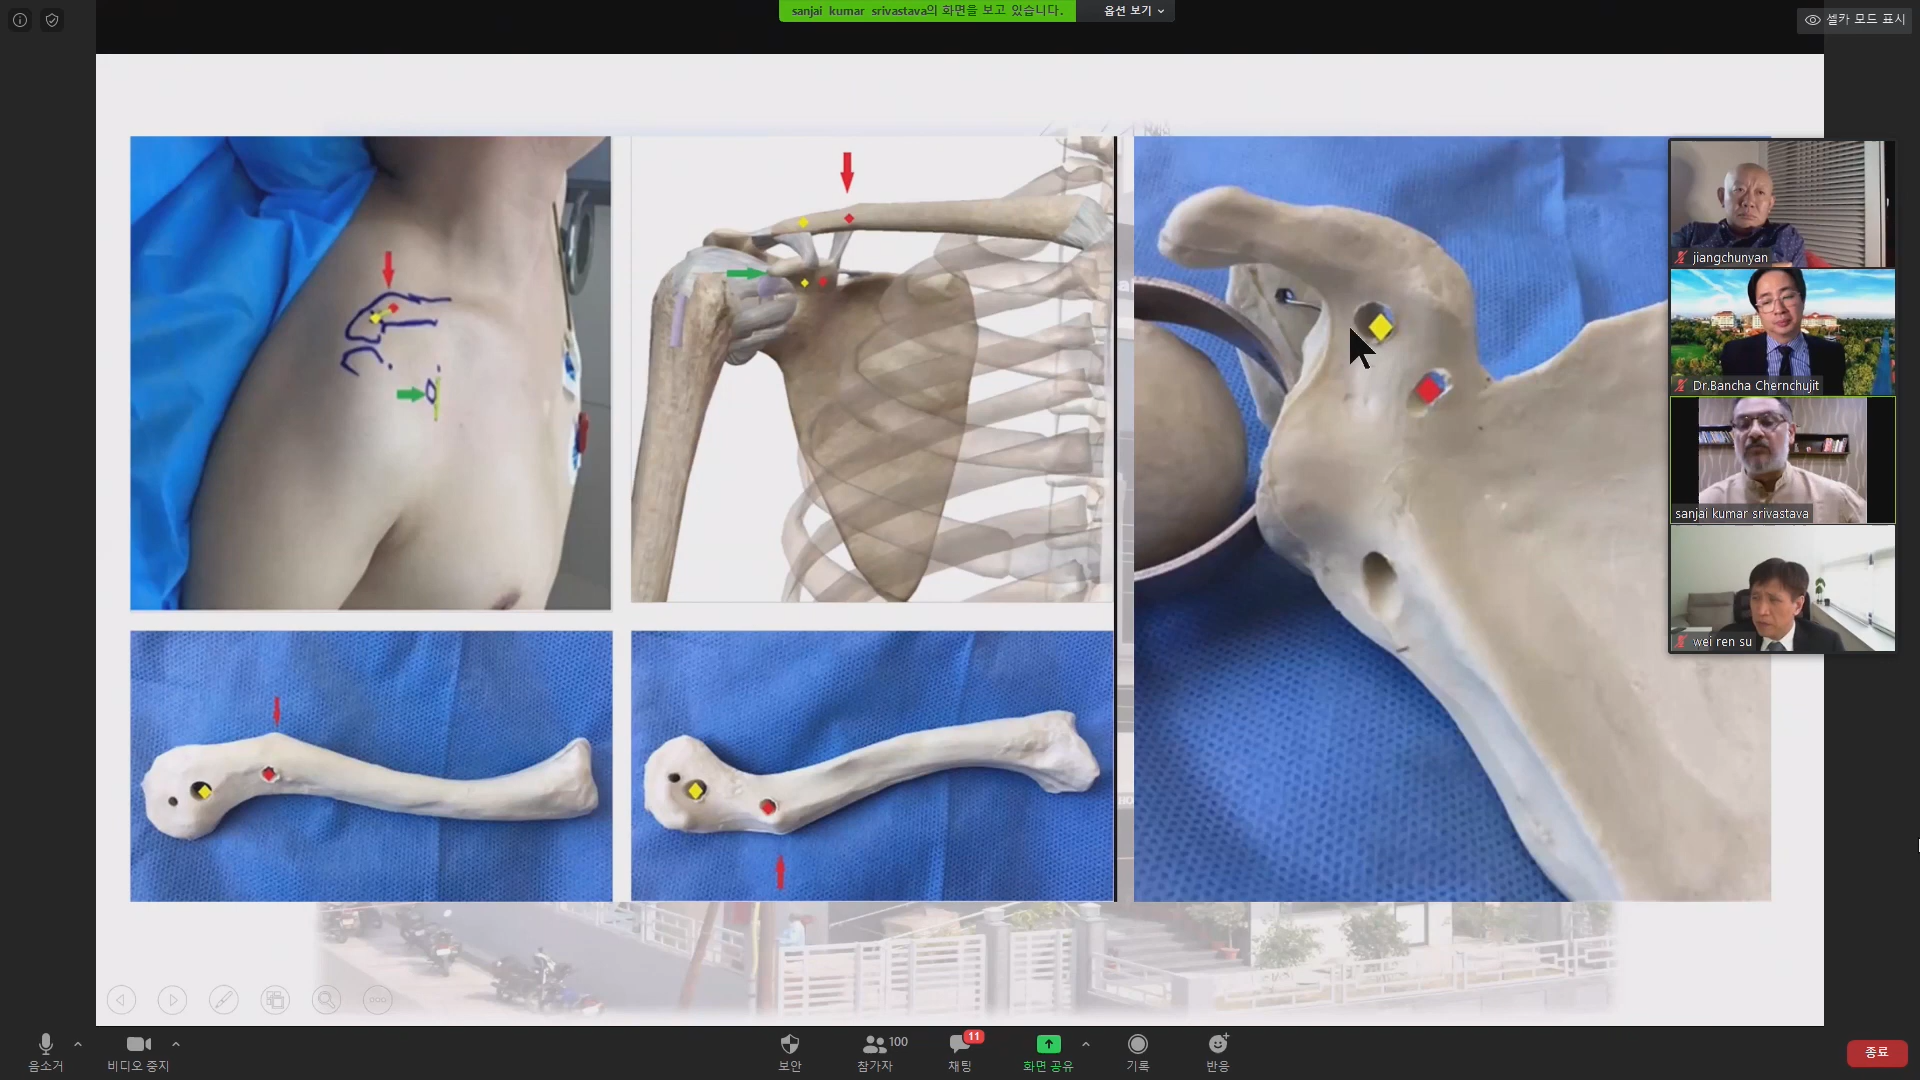 sanjai kumar srivastava의 화면을 보고 있습니다.
옵션 보기
셀카 모드 표시
jiangchunyan
Dr.Bancha Chernchujit
sanjai kumar srivastava
wei ren su
음소거
비디오 중지
보안
100
참가자
11
채팅
화면 공유
기록
반응
종료